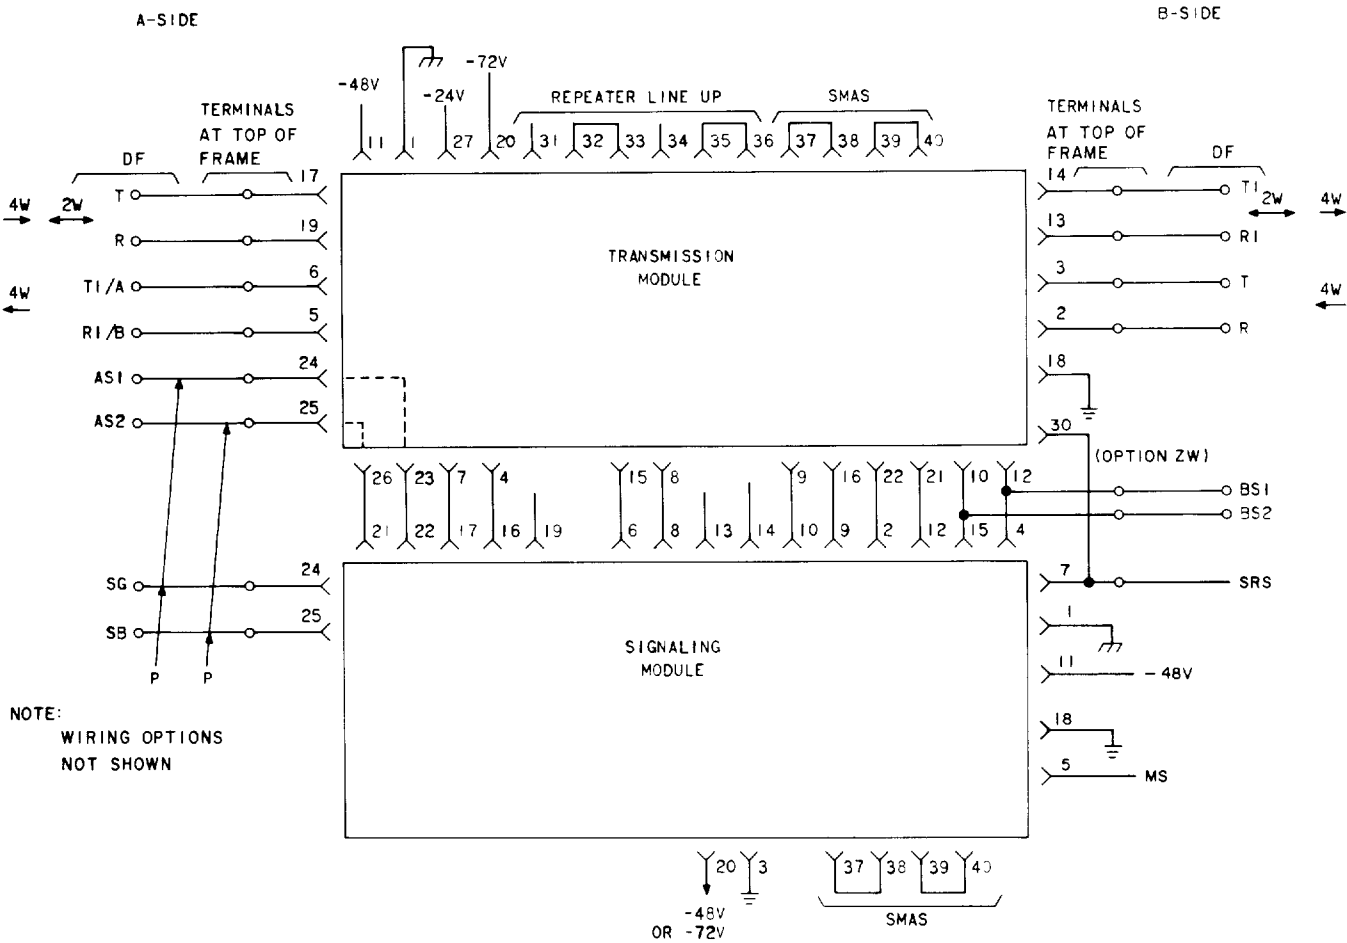 A-SIDE
B-SIDE
-48V
-24V
-72V
REPEATER LINE UP
SMAS
11 1 27 20 31 32 33 34 35 36 37 38 39 40
TERMINALS
AT TOP OF
FRAME
DF
TERMINALS
AT TOP OF
FRAME
DF
4W 2W
T 17
R 19
T1/A 6
4W
R1/B 5
AS1 24
AS2 25
TRANSMISSION
MODULE
14 T1
2W 4W
13 R1
3 T
4W
2 R
18
30
(OPTION ZW)
26 23 7 4 15 8 9 16 22 21 10 12
BS1
BS2
21 22 17 16 19 6 8 13 14 10 9 2 12 15 4
SG 24
SB 25
P P
SIGNALING
MODULE
7 SRS
1
11 -48V
18
5 MS
NOTE:
WIRING OPTIONS
NOT SHOWN
20 3 37 38 39 40
-48V
OR -72V
SMAS